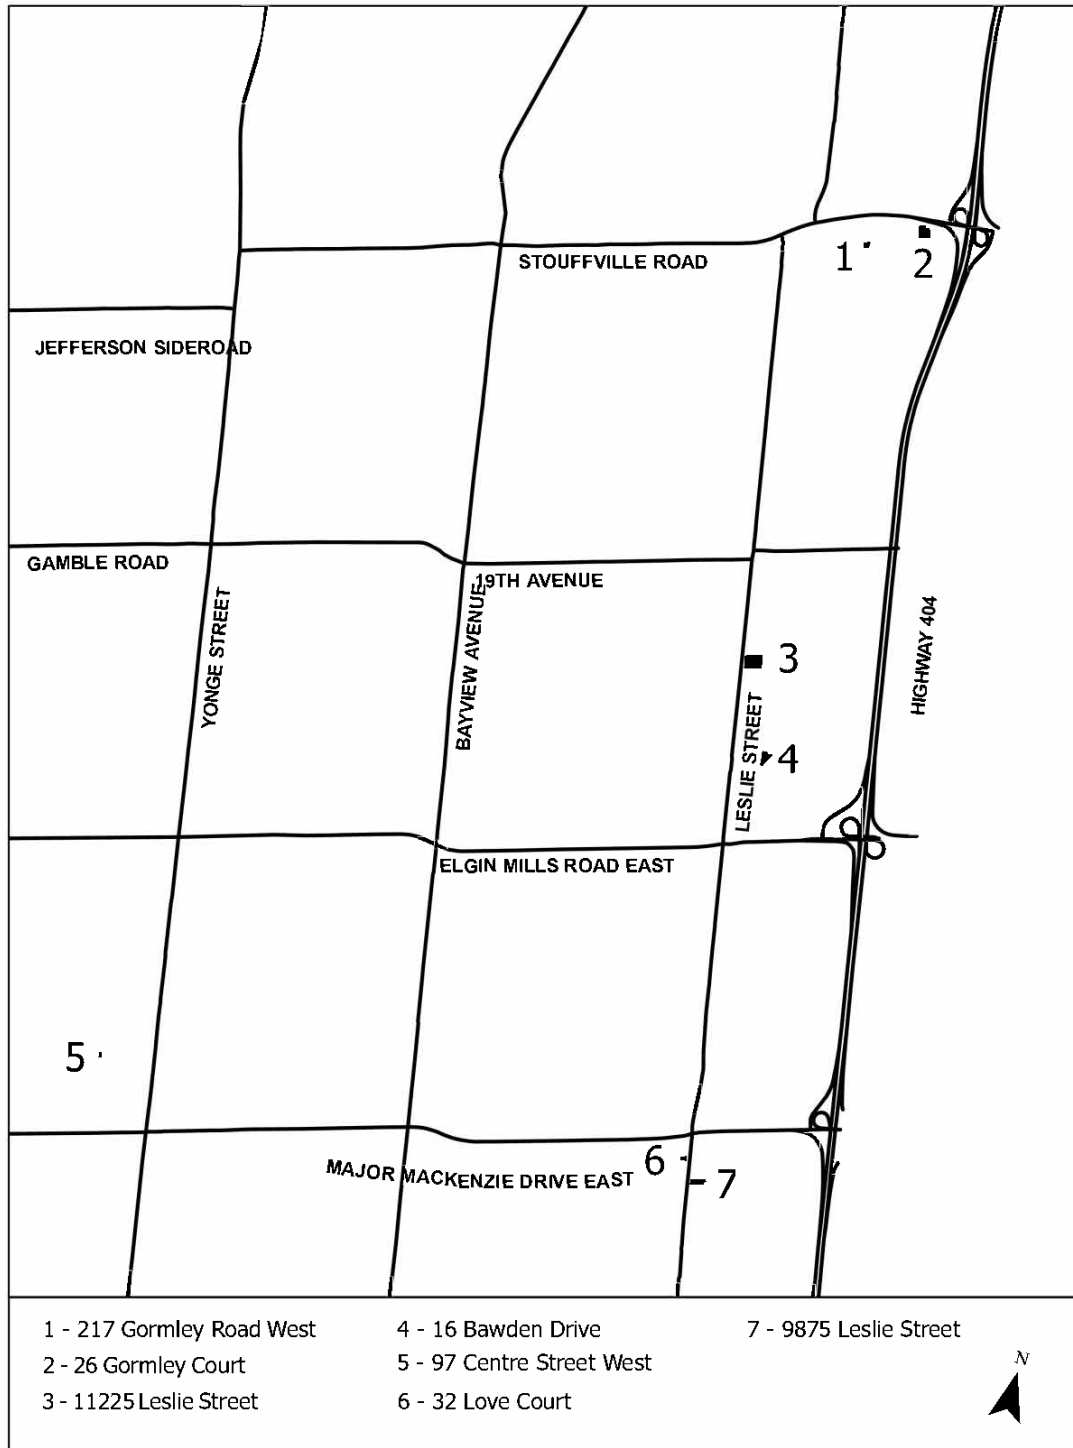 1
2
STOUFFVILLE ROAD
JEFFERSON SIDEROAD
GAMBLE ROAD
19TH AVENUE
YONGE STREET
BAYVIEW AVENUE
HIGHWAY 404
3
LESLIE STREET
4
ELGIN MILLS ROAD EAST
5
6
MAJOR MACKENZIE DRIVE EAST
7
1 - 217 Gormley Road West
2 - 26 Gormley Court
3 - 11225 Leslie Street
4 - 16 Bawden Drive
5 - 97 Centre Street West
6 - 32 Love Court
7 - 9875 Leslie Street
N